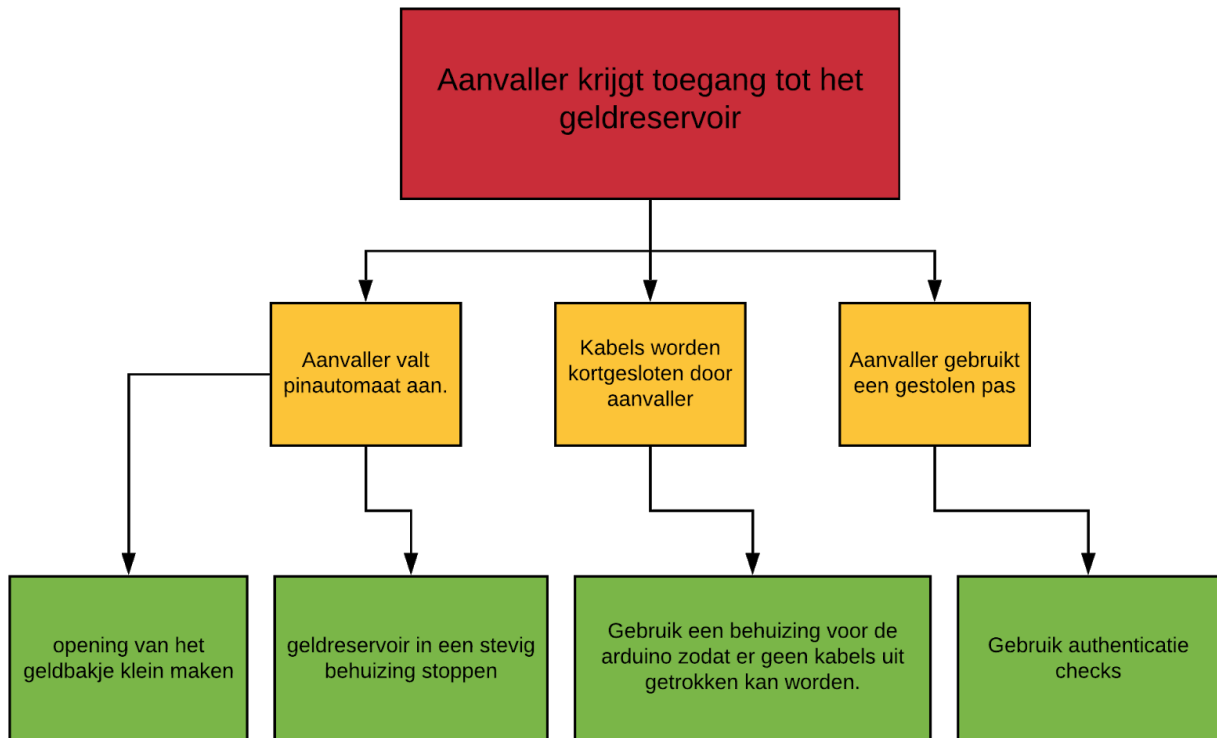 Aanvaller krijgt toegang tot het
geldreservoir
Aanvaller valt
pinautomaat aan.
Kabels worden
kortgesloten door
aanvaller
Aanvaller gebruikt
een gestolen pas
opening van het
geldbakje klein maken
geldreservoir in een stevig
behuizing stoppen
Gebruik een behuizing voor de
arduino zodat er geen kabels uit
getrokken kan worden.
Gebruik authenticatie
checks